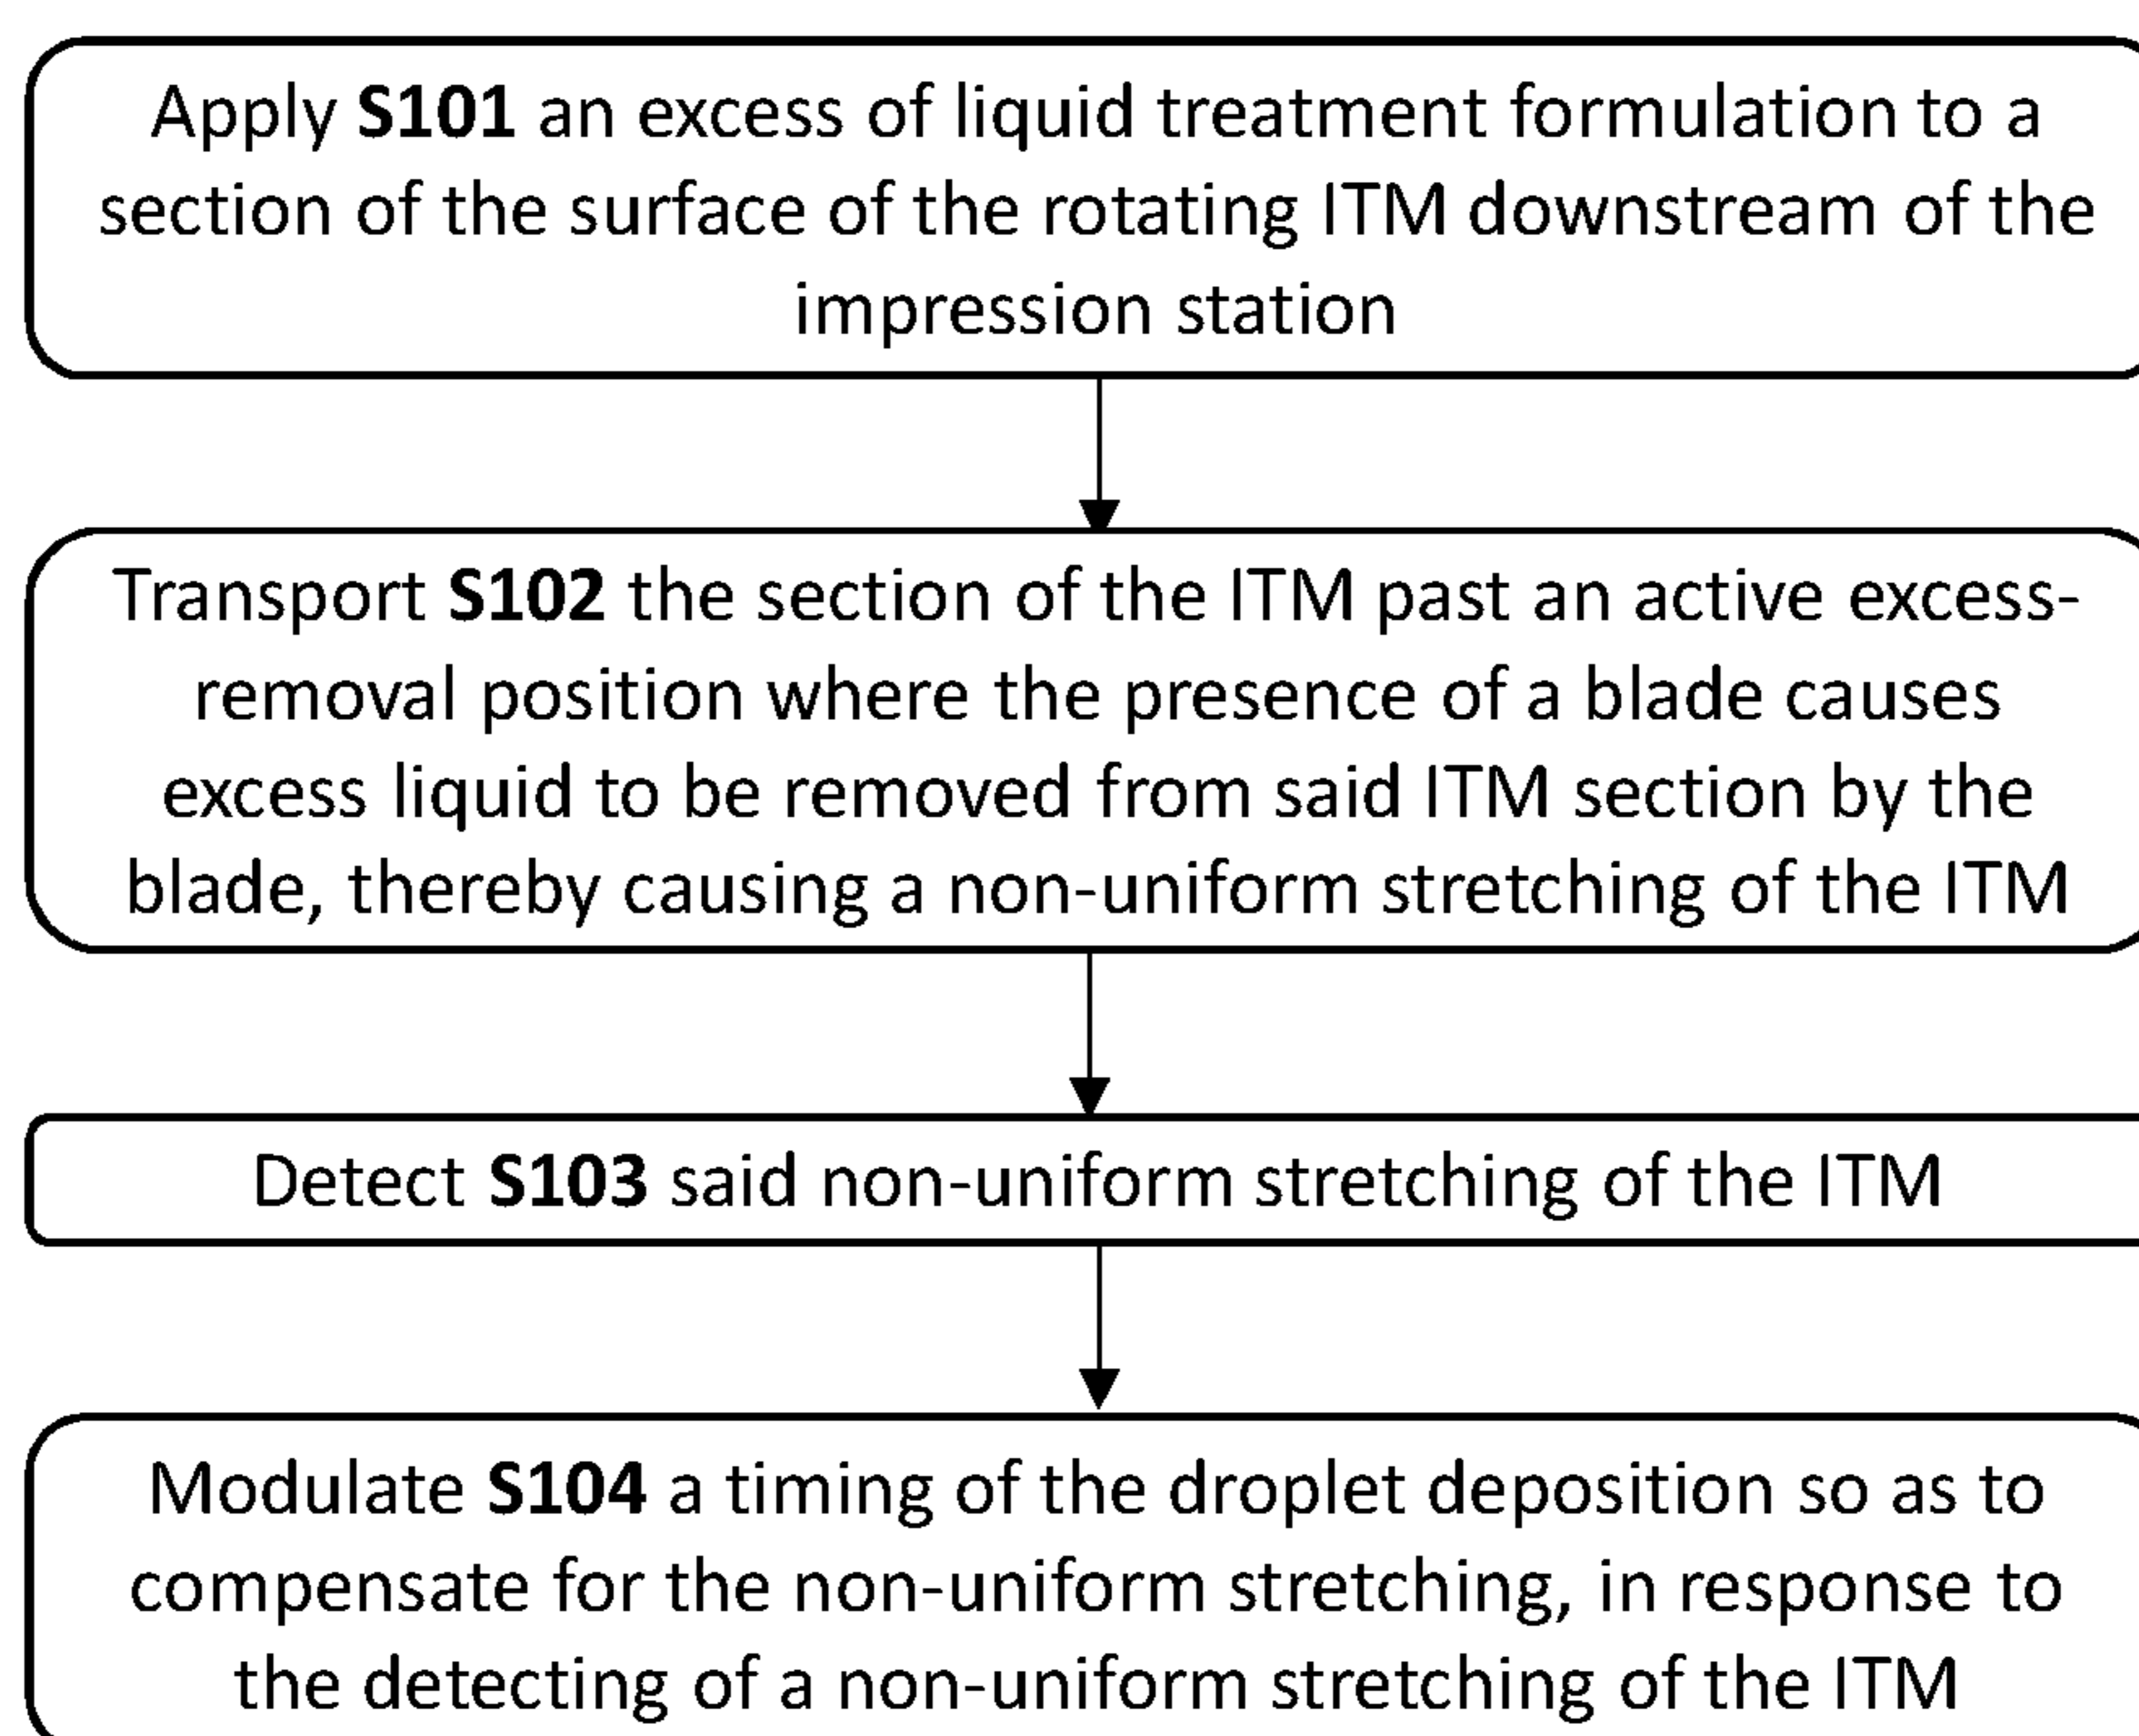 Apply S101 an excess of liquid treatment formulation to a
section of the surface of the rotating ITM downstream of the
impression station
Transport S102 the section of the ITM past an active excess-
removal position where the presence of a blade causes
excess liquid to be removed from said ITM section by the
blade, thereby causing a non-uniform stretching of the ITM
Detect S103 said non-uniform stretching of the ITM
Modulate S104 a timing of the droplet deposition so as to
compensate for the non-uniform stretching, in response to
the detecting of a non-uniform stretching of the ITM